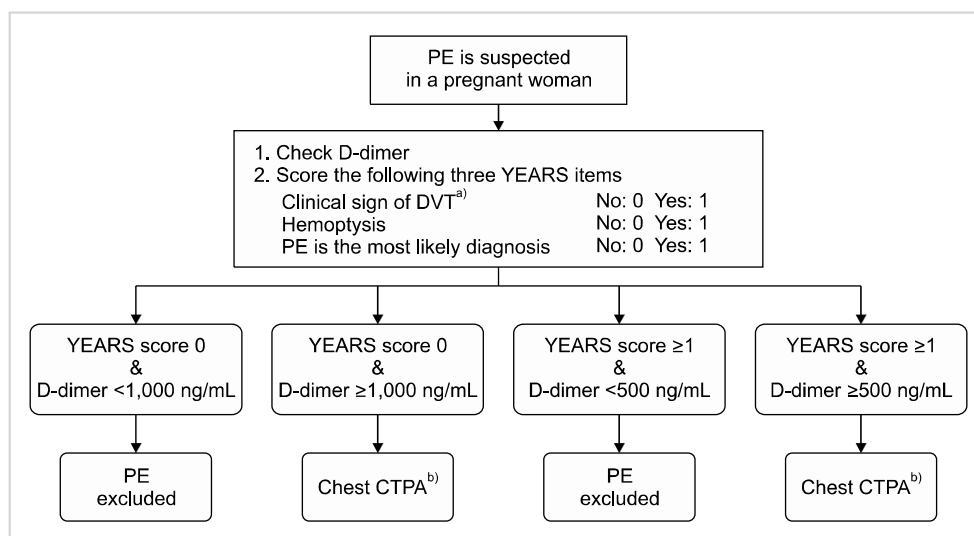 PE is suspected
in a pregnant woman
1. Check D-dimer
2. Score the following three YEARS items
Clinical sign of DVTa) No: 0 Yes: 1
Hemoptysis No: 0 Yes: 1
PE is the most likely diagnosis No: 0 Yes: 1
YEARS score 0
&
D-dimer <1,000 ng/mL
YEARS score 0
&
D-dimer ≥1,000 ng/mL
YEARS score ≥1
&
D-dimer <500 ng/mL
YEARS score ≥1
&
D-dimer ≥500 ng/mL
PE
excluded
Chest CTPAb)
PE
excluded
Chest CTPAb)